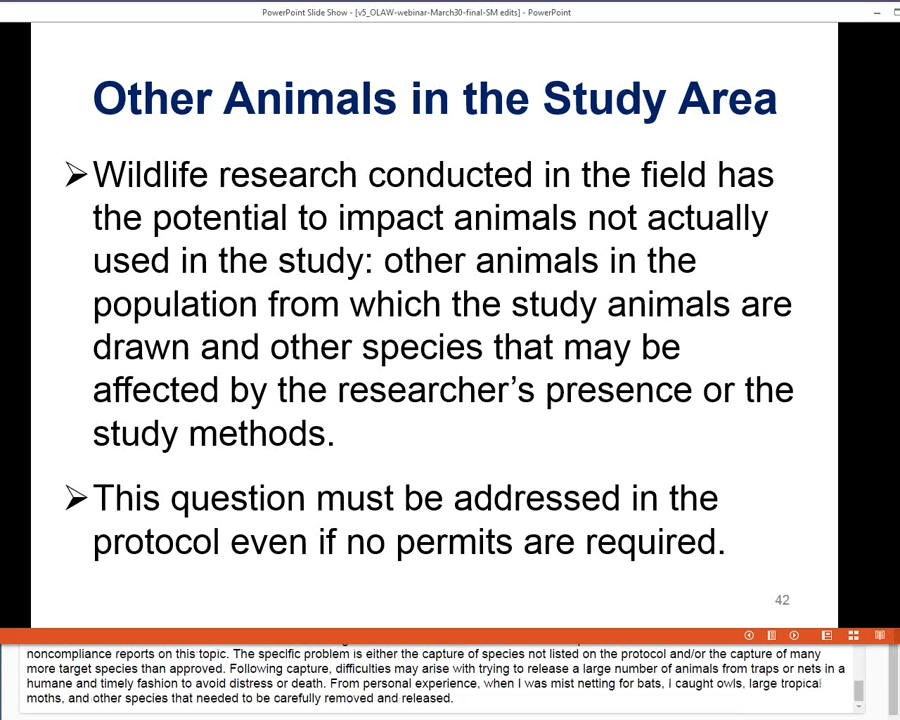 PowerPoint Slide Show - [v5_OLAW-webinar-March30-final-SM edits] - PowerPoint
Other Animals in the Study Area
➢Wildlife research conducted in the field has
the potential to impact animals not actually
used in the study: other animals in the
population from which the study animals are
drawn and other species that may be
affected by the researcher’s presence or the
study methods.
➢This question must be addressed in the
protocol even if no permits are required.
42
noncompliance reports on this topic. The specific problem is either the capture of species not listed on the protocol and/or the capture of many
more target species than approved. Following capture, difficulties may arise with trying to release a large number of animals from traps or nets in a
humane and timely fashion to avoid distress or death. From personal experience, when I was mist netting for bats, I caught owls, large tropical
moths, and other species that needed to be carefully removed and released.